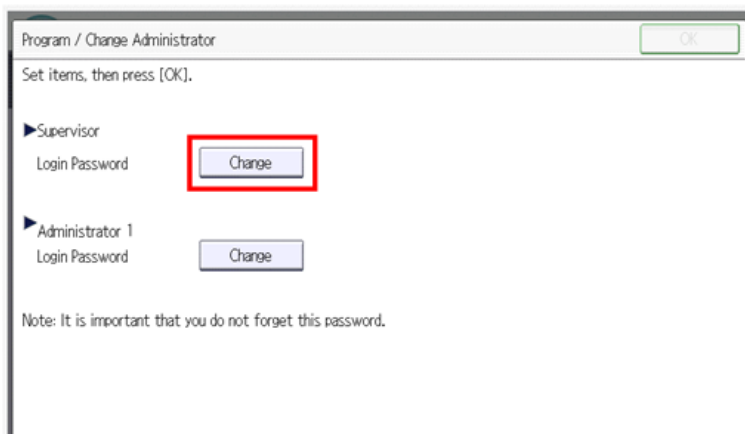 Program / Change Administrator
OK
Set items, then press [OK].
Supervisor
Login Password Change
Administrator 1
Login Password Change
Note: It is important that you do not forget this password.